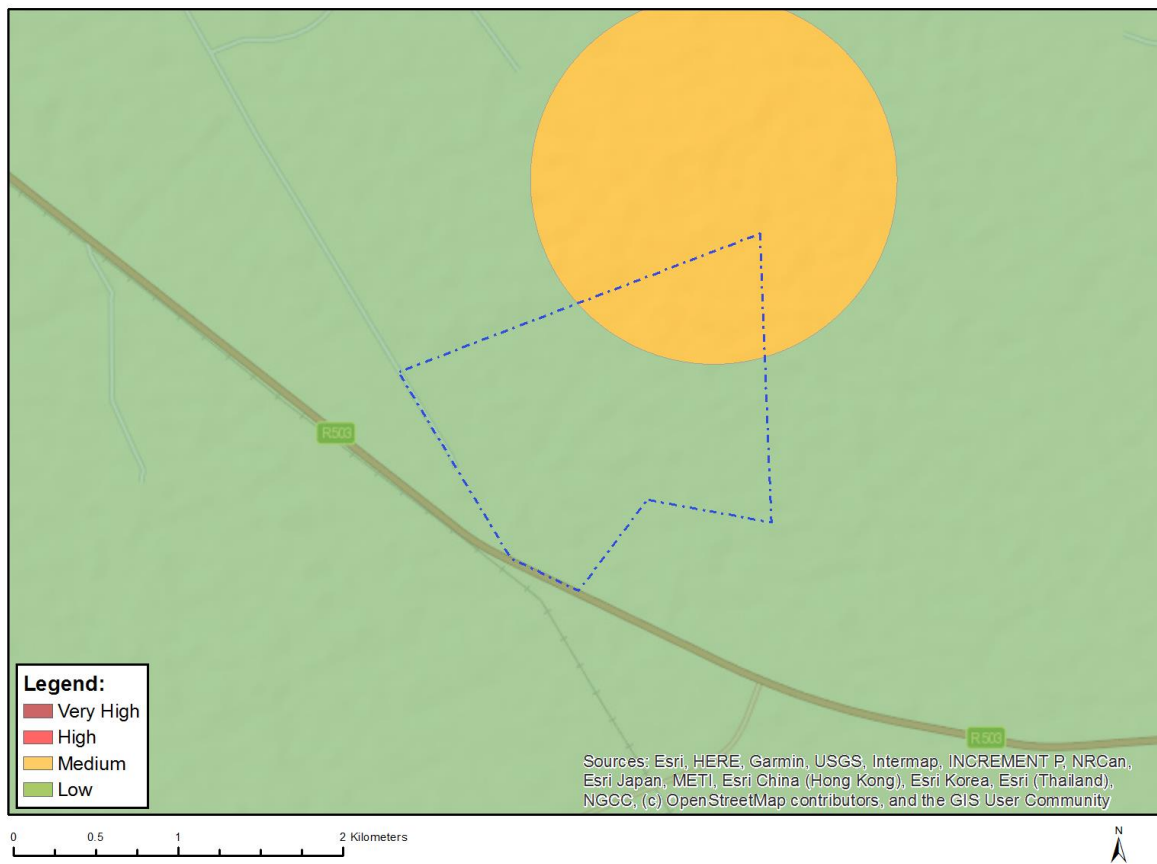 R503
R503
Legend:
Very High
High
Medium
Low
Sources: Esri, HERE, Garmin, USGS, Intermap, INCREMENT P, NRCan,
Esri Japan, METI, Esri China (Hong Kong), Esri Korea, Esri (Thailand),
NGCC, (c) OpenStreetMap contributors, and the GIS User Community
0 0.5 1 2 Kilometers
N